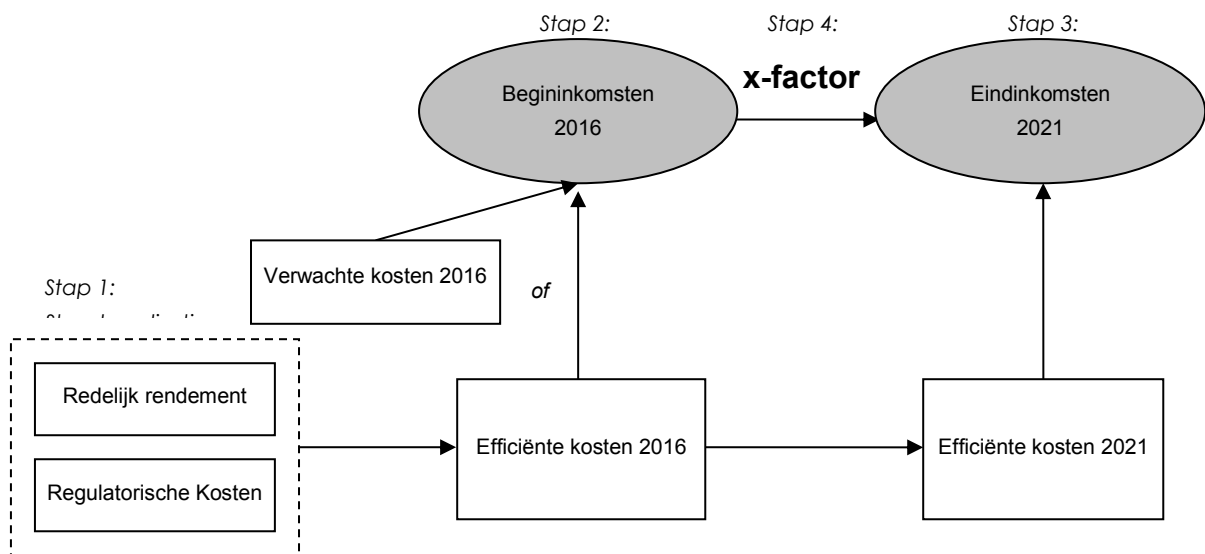 Stap 2:
Stap 4:
Stap 3:
Begininkomsten
2016
x-factor
Eindinkomsten
2021
Verwachte kosten 2016
of
Stap 1:
Redelijk rendement
Regulatorische Kosten
Efficiënte kosten 2016
Efficiënte kosten 2021